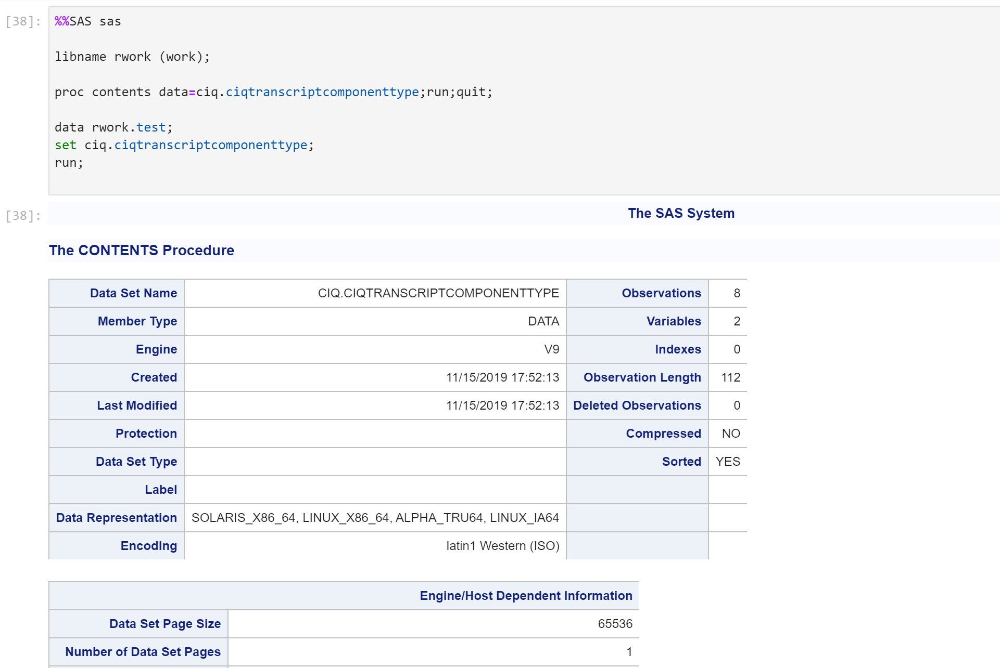 [38]:
%%SAS sas
libname rwork (work);
proc contents data=ciq.ciqtranscriptcomponenttype;run;quit;
data rwork.test;
set ciq.ciqtranscriptcomponenttype;
run;
[38]:
The SAS System
The CONTENTS Procedure
Data Set Name CIQ.CIQTRANSCRIPTCOMPONENTTYPE Observations 8
Member Type DATA Variables 2
Engine V9 Indexes 0
Created 11/15/2019 17:52:13 Observation Length 112
Last Modified 11/15/2019 17:52:13 Deleted Observations 0
Protection Compressed NO
Data Set Type Sorted YES
Label
Data Representation SOLARIS_X86_64, LINUX_X86_64, ALPHA_TRU64, LINUX_IA64
Encoding latin1 Western (ISO)
Engine/Host Dependent Information
Data Set Page Size 65536
Number of Data Set Pages 1